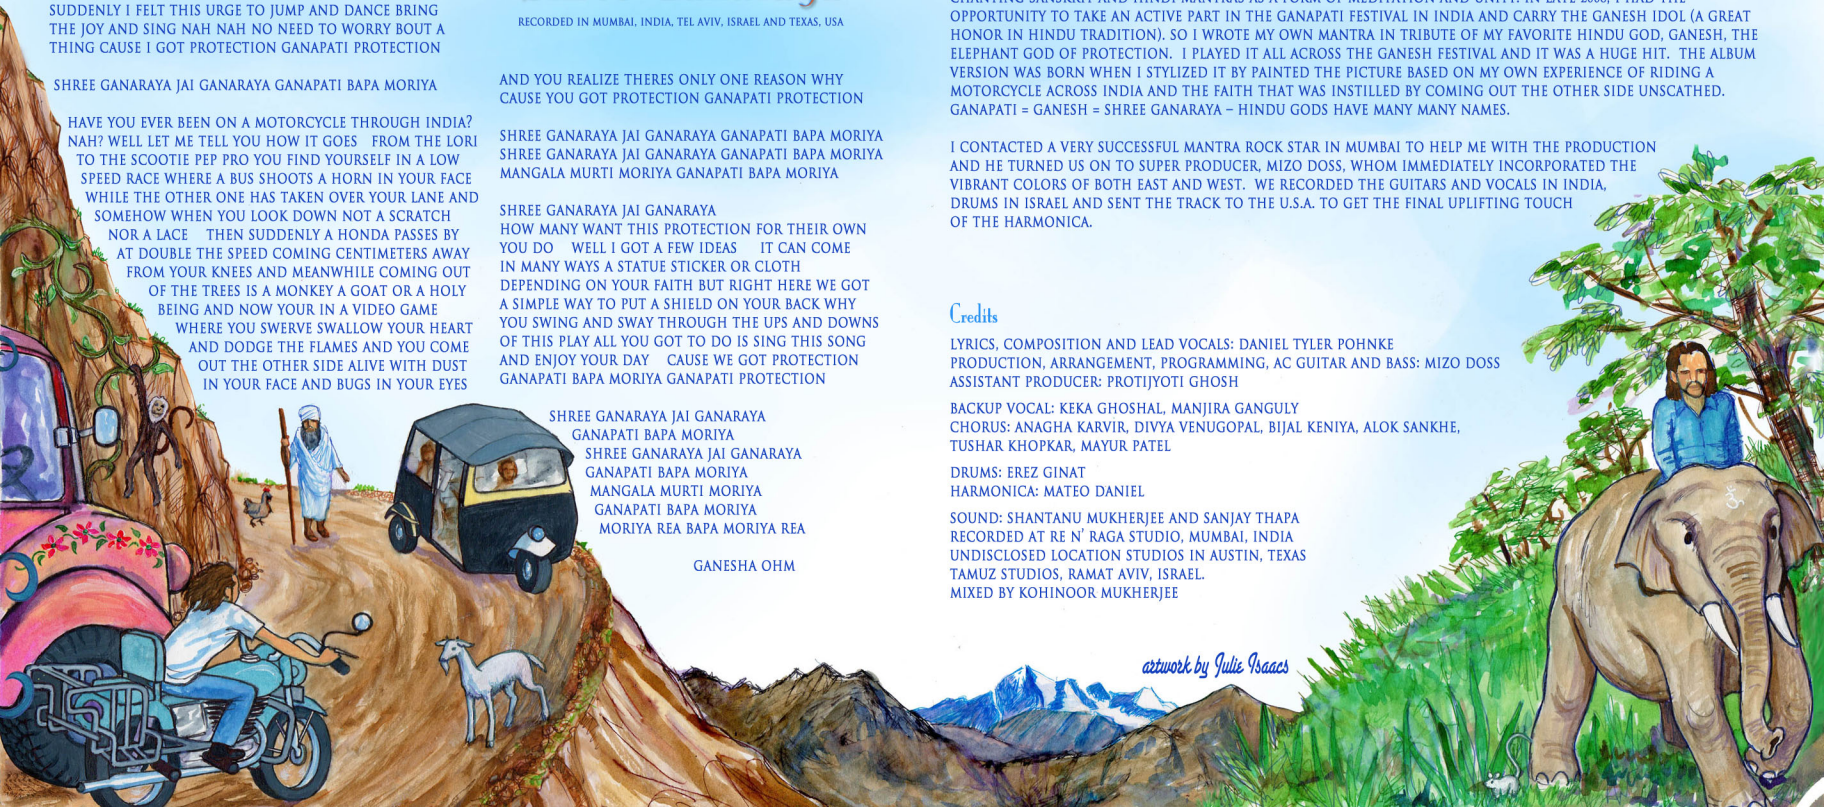 SUDDENLY I FELT THIS URGE TO JUMP AND DANCE BRING
THE JOY AND SING NAH NAH NO NEED TO WORRY BOUT A
THING CAUSE I GOT PROTECTION GANAPATI PROTECTION
SHREE GANARAYA JAI GANARAYA GANAPATI BAPA MORIYA
HAVE YOU EVER BEEN ON A MOTORCYCLE THROUGH INDIA?
NAH? WELL LET ME TELL YOU HOW IT GOES FROM THE LORI
TO THE SCOOTIE PEP PRO YOU FIND YOURSELF IN A LOW
SPEED RACE WHERE A BUS SHOOTS A HORN IN YOUR FACE
WHILE THE OTHER ONE HAS TAKEN OVER YOUR LANE AND
SOMEHOW WHEN YOU LOOK DOWN NOT A SCRATCH
NOR A LACE THEN SUDDENLY A HONDA PASSES BY
AT DOUBLE THE SPEED COMING CENTIMETERS AWAY
FROM YOUR KNEES AND MEANWHILE COMING OUT
OF THE TREES IS A MONKEY A GOAT OR A HOLY
BEING AND NOW YOUR IN A VIDEO GAME
WHERE YOU SWERVE SWALLOW YOUR HEART
AND DODGE THE FLAMES AND YOU COME
OUT THE OTHER SIDE ALIVE WITH DUST
IN YOUR FACE AND BUGS IN YOUR EYES
RECORDED IN MUMBAI, INDIA, TEL AVIV, ISRAEL AND TEXAS, USA
AND YOU REALIZE THERES ONLY ONE REASON WHY
CAUSE YOU GOT PROTECTION GANAPATI PROTECTION
SHREE GANARAYA JAI GANARAYA GANAPATI BAPA MORIYA
SHREE GANARAYA JAI GANARAYA GANAPATI BAPA MORIYA
MANGALA MURTI MORIYA GANAPATI BAPA MORIYA
SHREE GANARAYA JAI GANARAYA
HOW MANY WANT THIS PROTECTION FOR THEIR OWN
YOU DO WELL I GOT A FEW IDEAS IT CAN COME
IN MANY WAYS A STATUE STICKER OR CLOTH
DEPENDING ON YOUR FAITH BUT RIGHT HERE WE GOT
A SIMPLE WAY TO PUT A SHIELD ON YOUR BACK WHY
YOU SWING AND SWAY THROUGH THE UPS AND DOWNS
OF THIS PLAY ALL YOU GOT TO DO IS SING THIS SONG
AND ENJOY YOUR DAY CAUSE WE GOT PROTECTION
GANAPATI BAPA MORIYA GANAPATI PROTECTION
SHREE GANARAYA JAI GANARAYA
GANAPATI BAPA MORIYA
SHREE GANARAYA JAI GANARAYA
GANAPATI BAPA MORIYA
MANGALA MURTI MORIYA
GANAPATI BAPA MORIYA
MORIYA REA BAPA MORIYA REA
GANESHA OHM
OPPORTUNITY TO TAKE AN ACTIVE PART IN THE GANAPATI FESTIVAL IN INDIA AND CARRY THE GANESH IDOL (A GREAT
HONOR IN HINDU TRADITION). SO I WROTE MY OWN MANTRA IN TRIBUTE OF MY FAVORITE HINDU GOD, GANESH, THE
ELEPHANT GOD OF PROTECTION. I PLAYED IT ALL ACROSS THE GANESH FESTIVAL AND IT WAS A HUGE HIT. THE ALBUM
VERSION WAS BORN WHEN I STYLIZED IT BY PAINTED THE PICTURE BASED ON MY OWN EXPERIENCE OF RIDING A
MOTORCYCLE ACROSS INDIA AND THE FAITH THAT WAS INSTILLED BY COMING OUT THE OTHER SIDE UNSCATHED.
GANAPATI = GANESH = SHREE GANARAYA – HINDU GODS HAVE MANY MANY NAMES.
I CONTACTED A VERY SUCCESSFUL MANTRA ROCK STAR IN MUMBAI TO HELP ME WITH THE PRODUCTION
AND HE TURNED US ON TO SUPER PRODUCER, MIZO DOSS, WHOM IMMEDIATELY INCORPORATED THE
VIBRANT COLORS OF BOTH EAST AND WEST. WE RECORDED THE GUITARS AND VOCALS IN INDIA,
DRUMS IN ISRAEL AND SENT THE TRACK TO THE U.S.A. TO GET THE FINAL UPLIFTING TOUCH
OF THE HARMONICA.
Credits
LYRICS, COMPOSITION AND LEAD VOCALS: DANIEL TYLER POHNKE
PRODUCTION, ARRANGEMENT, PROGRAMMING, AC GUITAR AND BASS: MIZO DOSS
ASSISTANT PRODUCER: PROTIJYOTI GHOSH
BACKUP VOCAL: KEKA GHOSHAL, MANJIRA GANGULY
CHORUS: ANAGHA KARVIR, DIVYA VENUGOPAL, BIJAL KENIYA, ALOK SANKHE,
TUSHAR KHOPKAR, MAYUR PATEL
DRUMS: EREZ GINAT
HARMONICA: MATEO DANIEL
SOUND: SHANTANU MUKHERJEE AND SANJAY THAPA
RECORDED AT RE N' RAGA STUDIO, MUMBAI, INDIA
UNDISCLOSED LOCATION STUDIOS IN AUSTIN, TEXAS
TAMUZ STUDIOS, RAMAT AVIV, ISRAEL.
MIXED BY KOHINOOR MUKHERJEE
artwork by Julie Isaacs